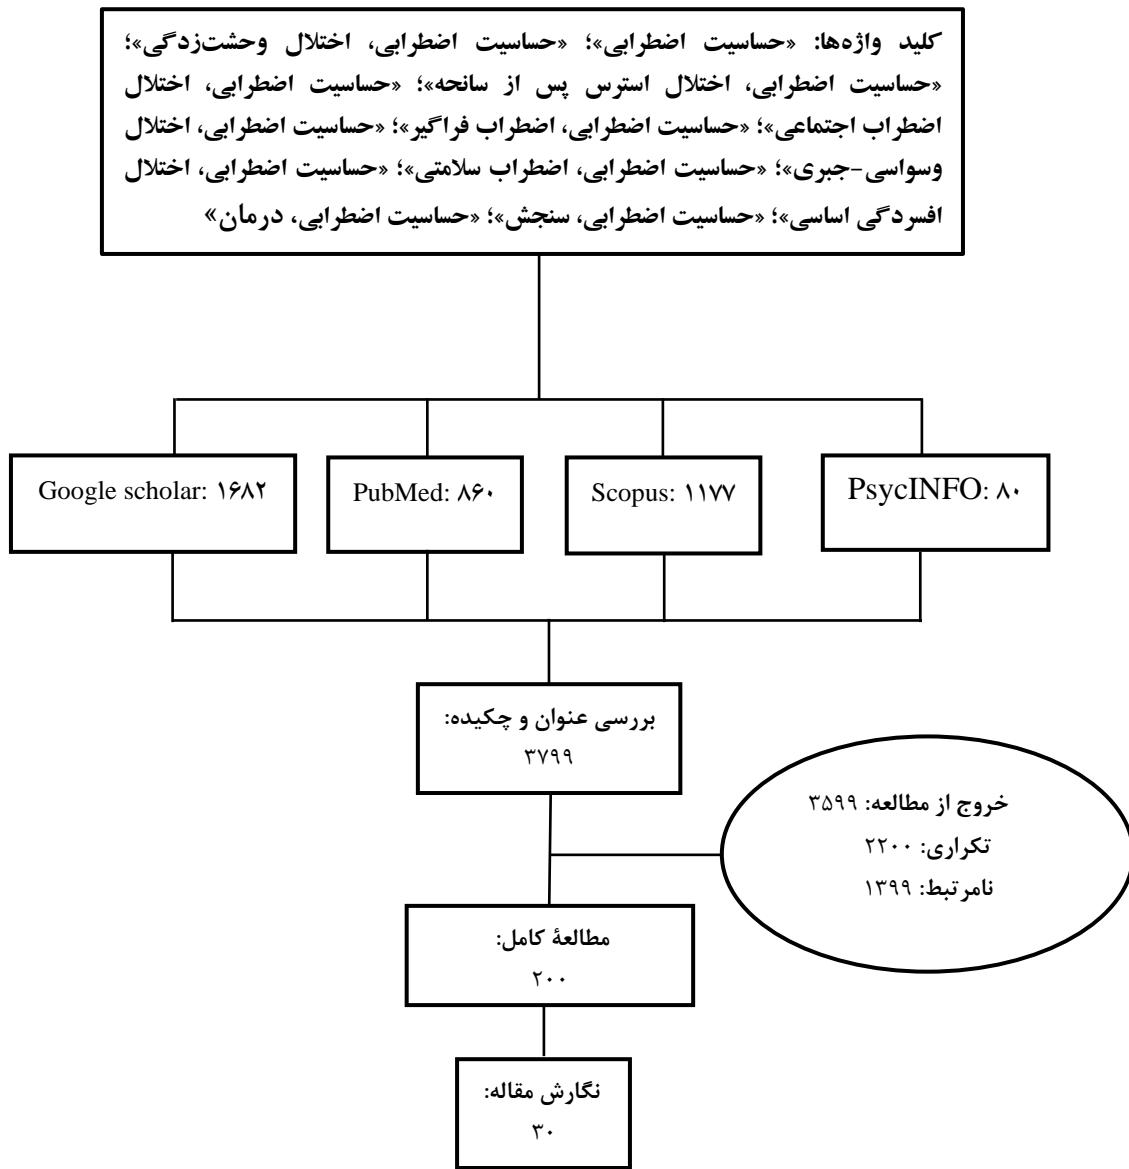 کلید واژه‌ها: «حساسیت اضطرابی»؛ «حساسیت اضطرابی، اختلال وحشت‌زدگی»؛
«حساسیت اضطرابی، اختلال استرس پس از سانحه»؛ «حساسیت اضطرابی، اختلال
اضطراب اجتماعی»؛ «حساسیت اضطرابی، اضطراب فراگیر»؛ «حساسیت اضطرابی، اختلال
وسواسی-جبری»؛ «حساسیت اضطرابی، اضطراب سلامتی»؛ «حساسیت اضطرابی، اختلال
افسردگی اساسی»؛ «حساسیت اضطرابی، سنجش»؛ «حساسیت اضطرابی، درمان»
Google scholar: ۱۶۸۲
PubMed: ۸۶۰
Scopus: ۱۱۷۷
PsycINFO: ۸۰
بررسی عنوان و چکیده:
۳۷۹۹
خروج از مطالعه: ۳۵۹۹
تکراری: ۲۲۰۰
نامرتبط: ۱۳۹۹
مطالعهٔ کامل:
۲۰۰
نگارش مقاله:
۳۰